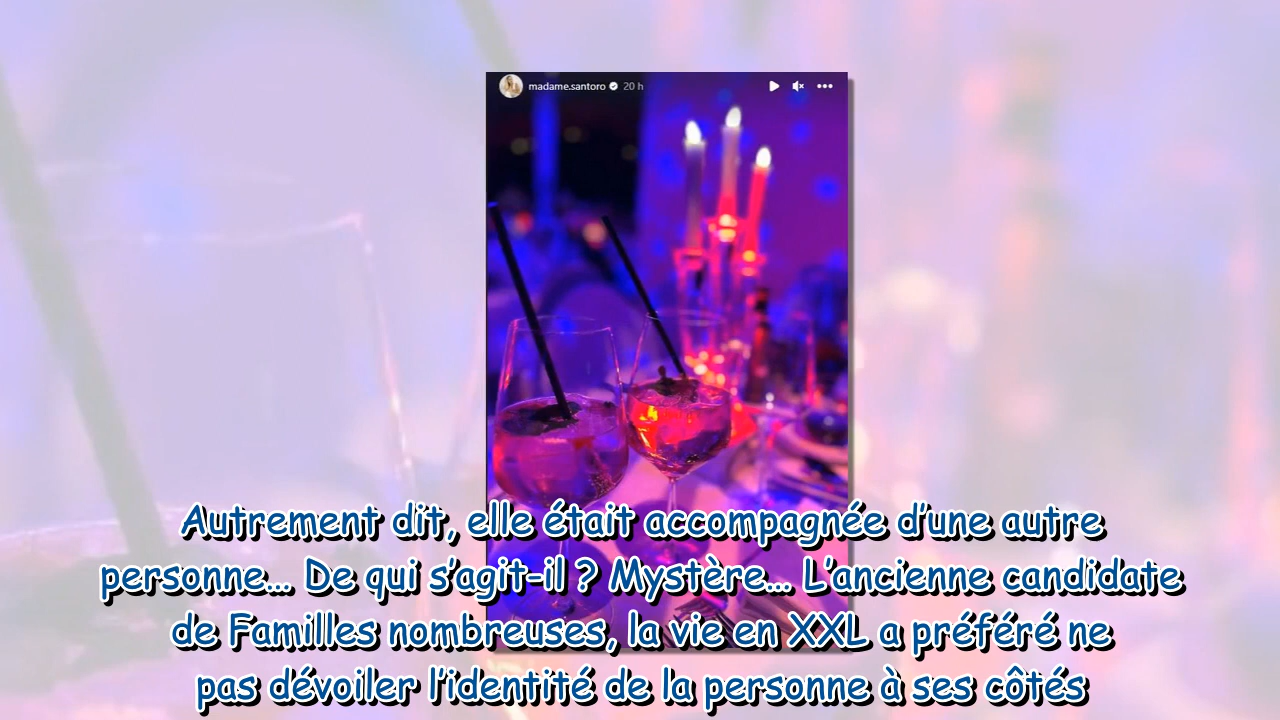 madame.santoro 20 h
Autrement dit, elle était accompagnée d’une autre
personne... De qui s’agit-il ? Mystère... L’ancienne candidate
de Familles nombreuses, la vie en XXL a préféré ne
pas dévoiler l’identité de la personne à ses côtés